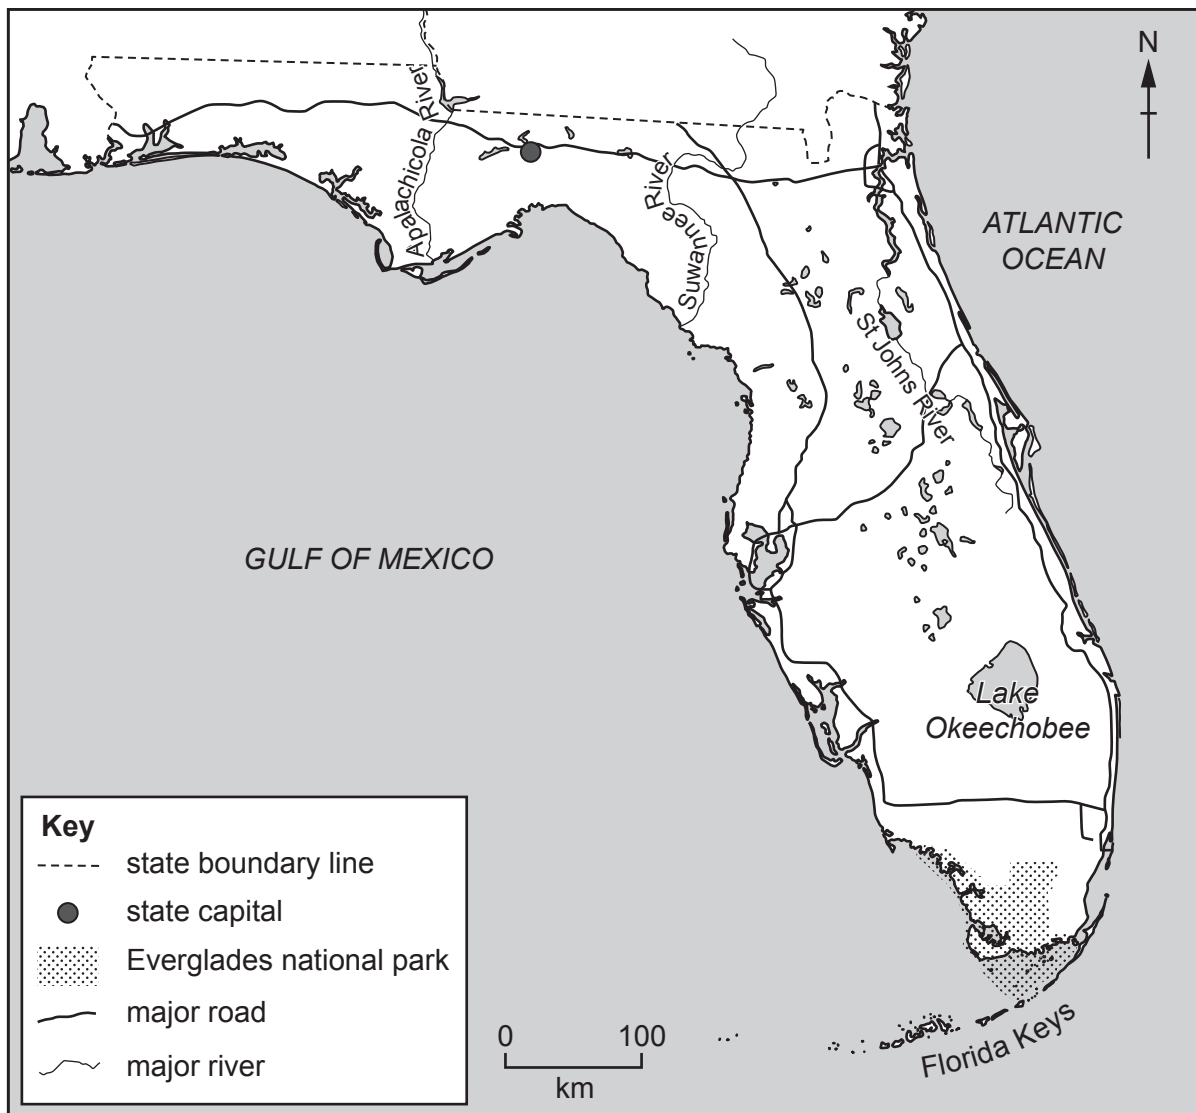 N
Apalachicola River
Suwannee River
ATLANTIC
OCEAN
St Johns River
GULF OF MEXICO
Lake
Okeechobee
Key
state boundary line
state capital
Everglades national park
major road
major river
0 100
km
Florida Keys